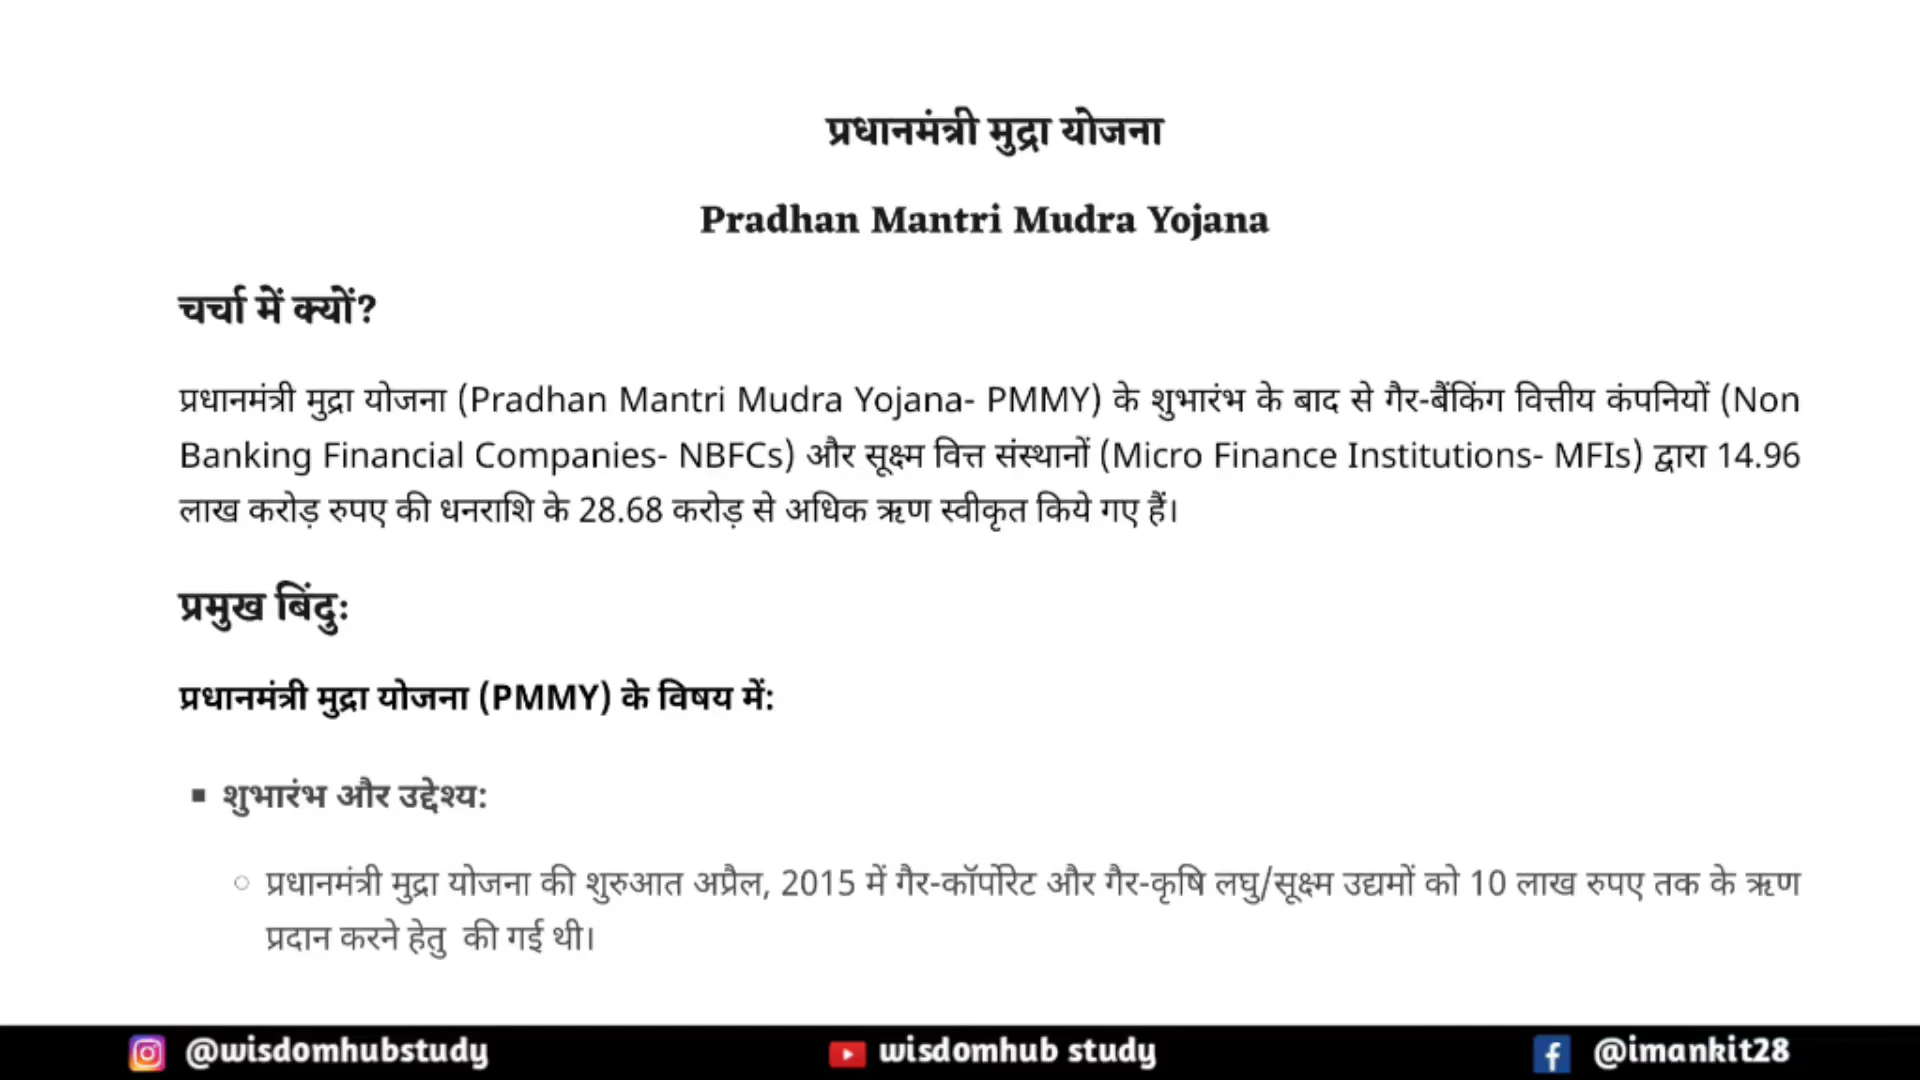 प्रधानमंत्री मुद्रा योजना
Pradhan Mantri Mudra Yojana
चर्चा में क्यों?
प्रधानमंत्री मुद्रा योजना (Pradhan Mantri Mudra Yojana- PMMY) के शुभारंभ के बाद से गैर-बैंकिंग वित्तीय कंपनियों (Non
Banking Financial Companies- NBFCs) और सूक्ष्म वित्त संस्थानों (Micro Finance Institutions- MFIs) द्वारा 14.96
लाख करोड़ रुपए की धनराशि के 28.68 करोड़ से अधिक ऋण स्वीकृत किये गए हैं।
प्रमुख बिंदु:
प्रधानमंत्री मुद्रा योजना (PMMY) के विषय में:
▪ शुभारंभ और उद्देश्य:
○ प्रधानमंत्री मुद्रा योजना की शुरुआत अप्रैल, 2015 में गैर-कॉर्पोरेट और गैर-कृषि लघु/सूक्ष्म उद्यमों को 10 लाख रुपए तक के ऋण
प्रदान करने हेतु की गई थी।
@wisdomhubstudy wisdomhub study @imankit28